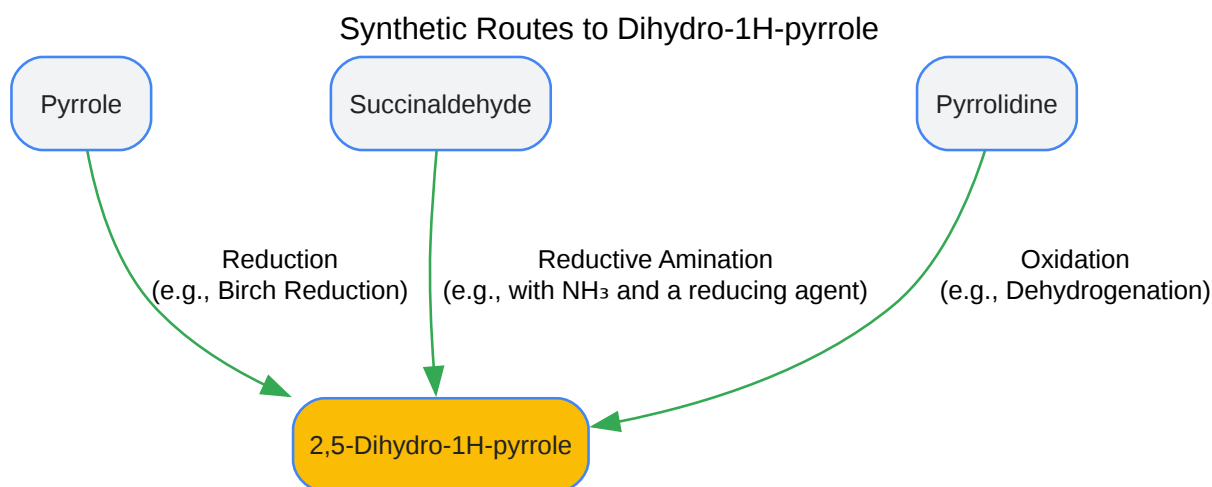 Synthetic Routes to Dihydro-1H-pyrrole
Pyrrole
Succinaldehyde
Pyrrolidine
Reduction
(e.g., Birch Reduction)
Reductive Amination
(e.g., with NH₃ and a reducing agent)
Oxidation
(e.g., Dehydrogenation)
2,5-Dihydro-1H-pyrrole